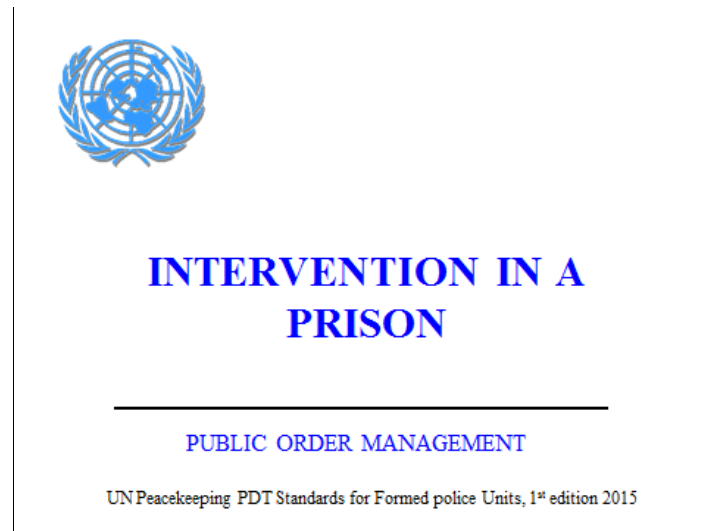 INTERVENTION IN A
PRISON
PUBLIC ORDER MANAGEMENT
UN Peacekeeping PDT Standards for Formed police Units, 1st edition 2015